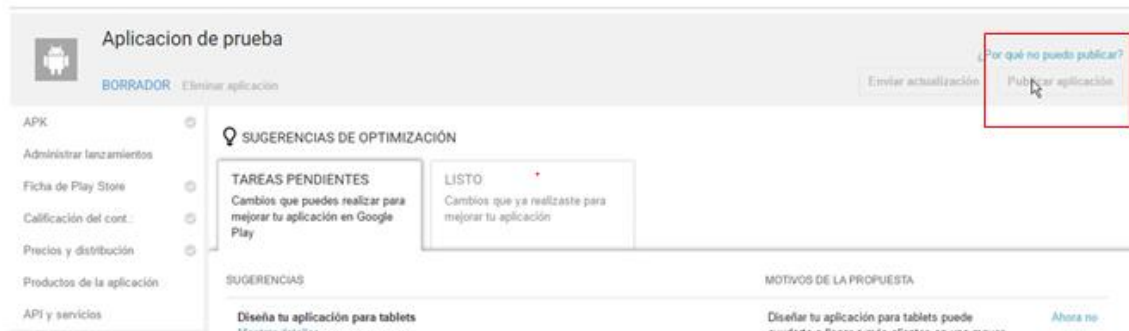 Aplicacion de prueba
¿Por qué no puedo publicar?
BORRADOR Eliminar aplicación
Enviar actualización
Publicar aplicación
APK
Administrar lanzamientos
Ficha de Play Store
Calificación del cont.
Precios y distribución
Productos de la aplicación
API y servicios
SUGERENCIAS DE OPTIMIZACIÓN
TAREAS PENDIENTES
Cambios que puedes realizar para
mejorar tu aplicación en Google
Play
LISTO
Cambios que ya realizaste para
mejorar tu aplicación
SUGERENCIAS
MOTIVOS DE LA PROPUESTA
Diseña tu aplicación para tablets
Diseñar tu aplicación para tablets puede
Ahora no